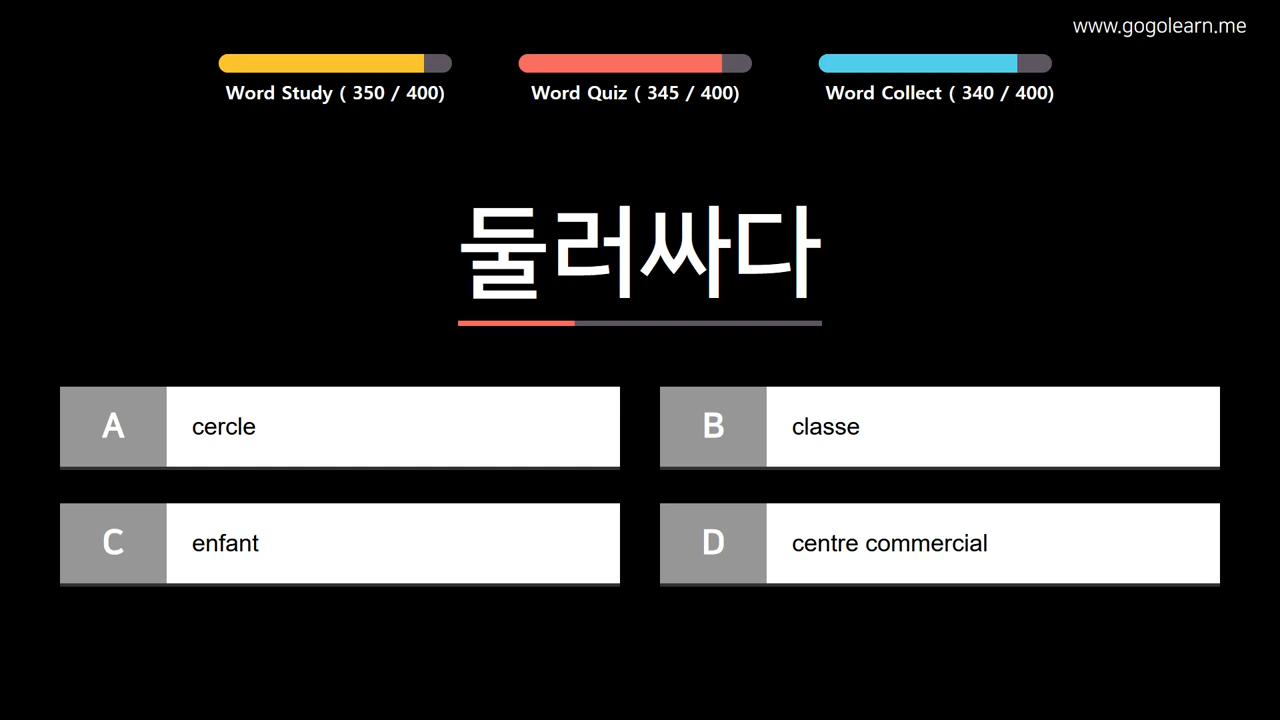 www.gogolearn.me
Word Study ( 350 / 400)
Word Quiz ( 345 / 400)
Word Collect ( 340 / 400)
둘러싸다
A cercle
B classe
C enfant
D centre commercial